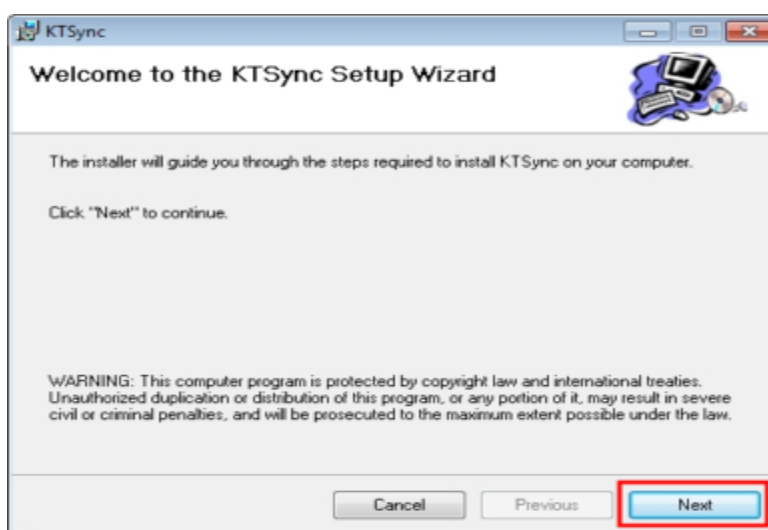 KTSync
Welcome to the KTSync Setup Wizard
The installer will guide you through the steps required to install KTSync on your computer.
Click "Next" to continue.
WARNING: This computer program is protected by copyright law and international treaties.
Unauthorized duplication or distribution of this program, or any portion of it, may result in severe
civil or criminal penalties, and will be prosecuted to the maximum extent possible under the law.
Cancel
Previous
Next